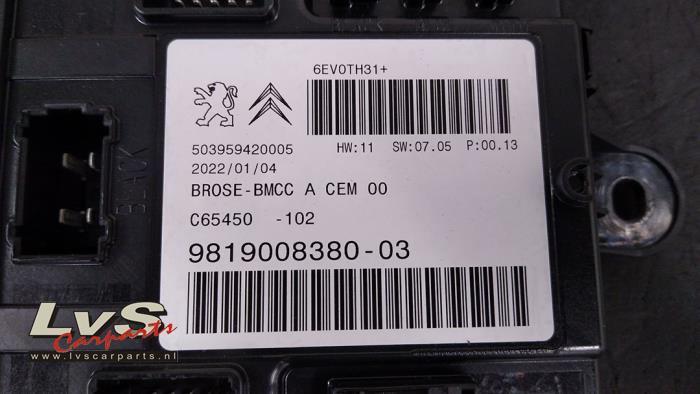 6EV0TH31+
503959420005 HW:11 SW:07.05 P:00.13
2022/01/04
BROSE-BMCC A CEM 00
C65450 -102
9819008380-03
BLACK
LvS
Carparts
www.lvscarparts.nl